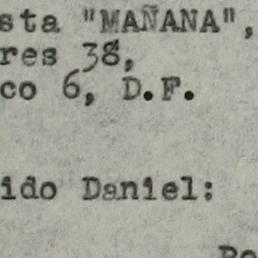 sta "MAÑANA",
res 38,
co 6, D.F.
ido Daniel: